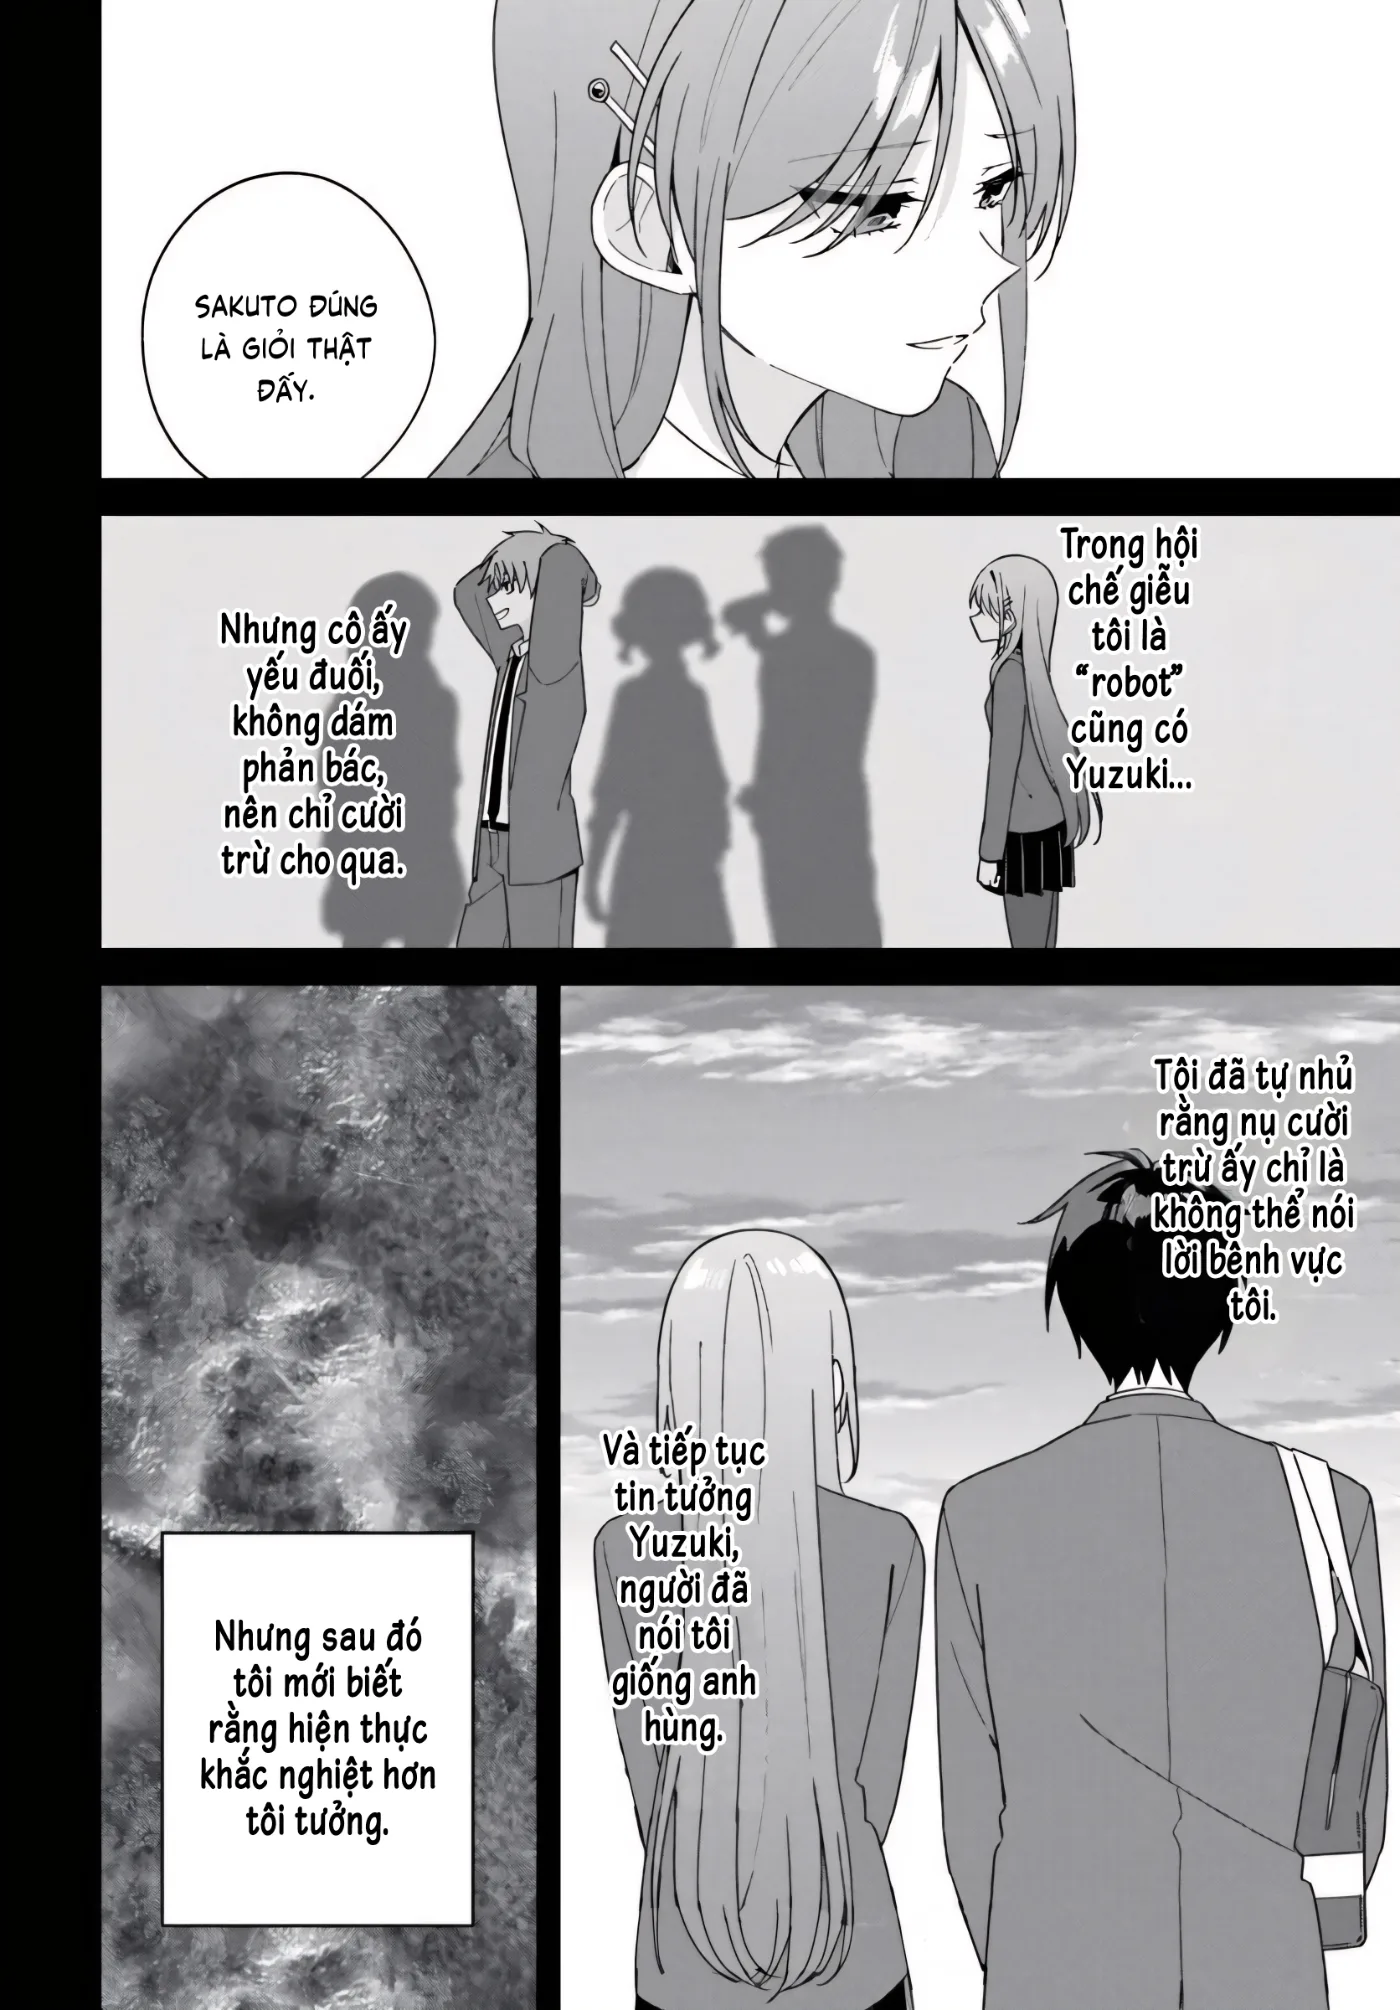 SAKUTO ĐÚNG
LÀ GIỎI THẬT
ĐẤY.
Trong hội
chế giễu
tôi là
“robot”
cũng có
Yuzuki...
Nhưng cô ấy
yếu đuối,
không dám
phản bác,
nên chỉ cười
trừ cho qua.
Tôi đã tự nhủ
rằng nụ cười
trừ ấy chỉ là
không thể nói
lời bênh vực
tôi.
Và tiếp tục
tin tưởng
Yuzuki,
người đã
nói tôi
giống anh
hùng.
Nhưng sau đó
tôi mới biết
rằng hiện thực
khắc nghiệt hơn
tôi tưởng.